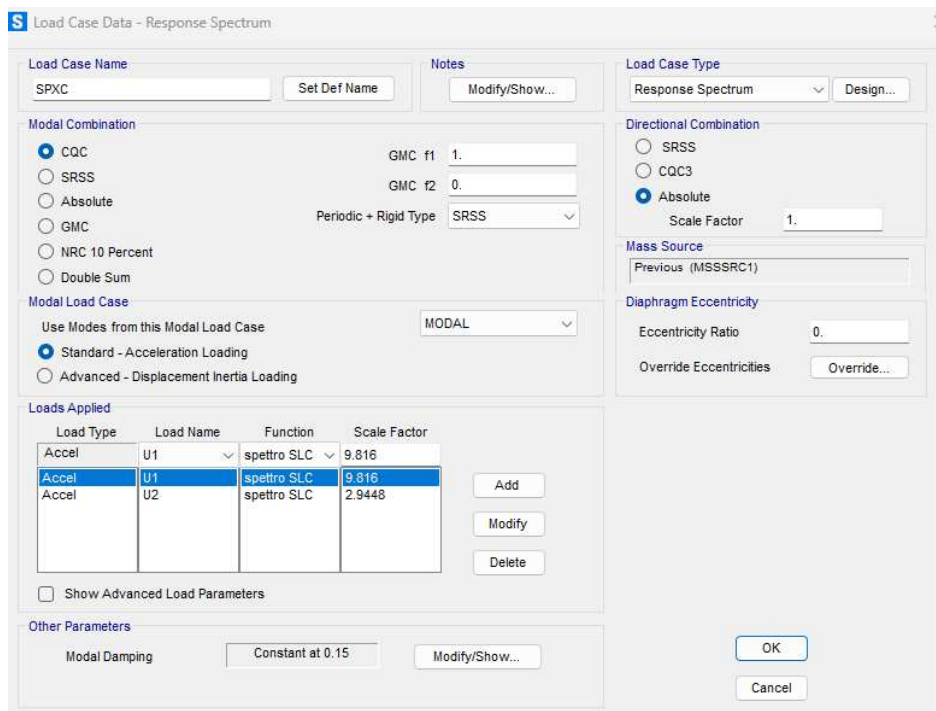 S Load Case Data - Response Spectrum
Load Case Name
SPXC
Set Def Name
Notes
Modify/Show...
Load Case Type
Response Spectrum
Design...
Modal Combination
CQC
SRSS
Absolute
GMC
NRC 10 Percent
Double Sum
GMC f1 1.
GMC f2 0.
Periodic + Rigid Type SRSS
Directional Combination
SRSS
CQC3
Absolute
Scale Factor 1.
Mass Source
Previous (MSSSRC1)
Modal Load Case
Use Modes from this Modal Load Case MODAL
Standard - Acceleration Loading
Advanced - Displacement Inertia Loading
Diaphragm Eccentricity
Eccentricity Ratio 0.
Override Eccentricities Override...
Loads Applied
Load Type Load Name Function Scale Factor
Accel U1 spettro SLC 9.816
Accel U1 spettro SLC 9.816
Accel U2 spettro SLC 2.9448
Add
Modify
Delete
Show Advanced Load Parameters
Other Parameters
Modal Damping Constant at 0.15 Modify/Show...
OK
Cancel